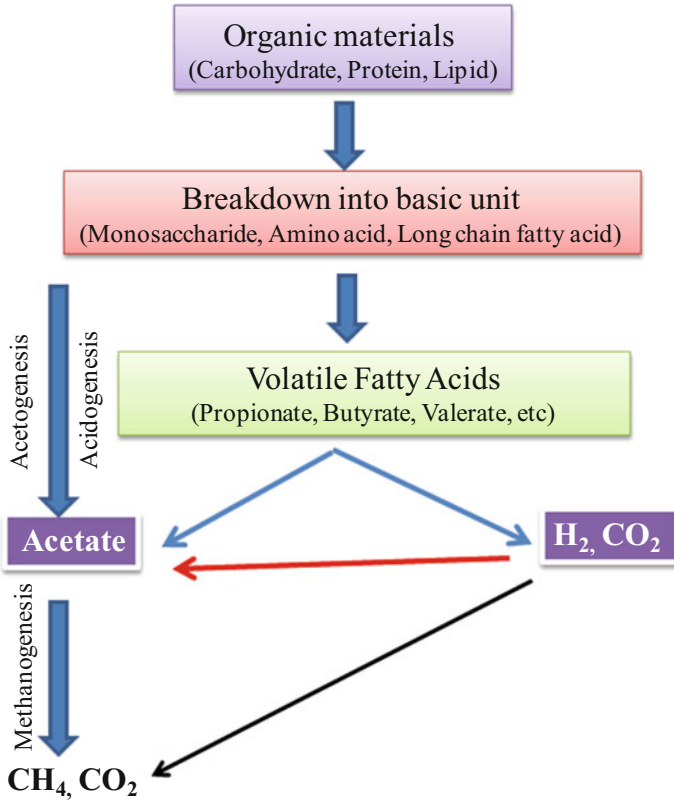 Organic materials
(Carbohydrate, Protein, Lipid)
Breakdown into basic unit
(Monosaccharide, Amino acid, Long chain fatty acid)
Volatile Fatty Acids
(Propionate, Butyrate, Valerate, etc)
Acetogenesis
Acidogenesis
Acetate
H₂, CO₂
Methanogenesis
CH₄, CO₂